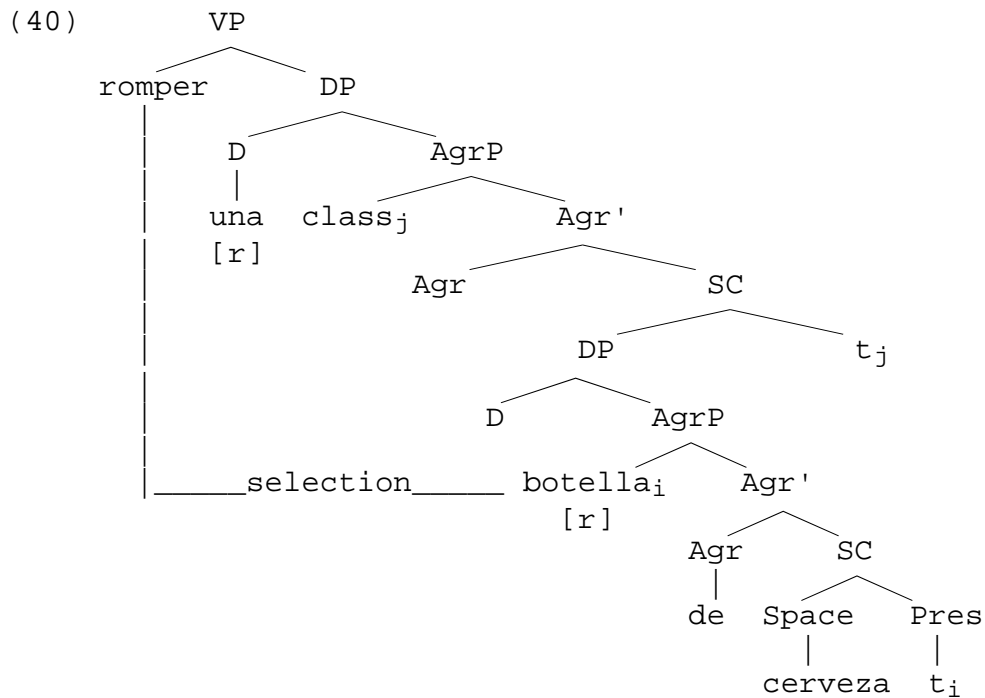 (40) VP
romper DP
D AgrP
una class_j Agr'
[r]
Agr SC
DP t_j
D AgrP
_____selection_____ botella_i Agr'
[r]
Agr SC
de Space Pres
cerveza t_i